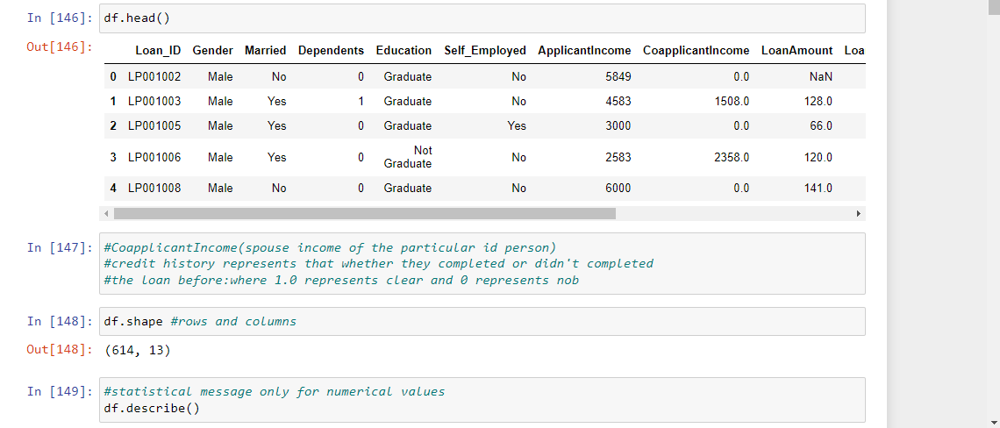 In [146]: df.head()
Out[146]:
Loan_ID Gender Married Dependents Education Self_Employed ApplicantIncome CoapplicantIncome LoanAmount Loa
0 LP001002 Male No 0 Graduate No 5849 0.0 NaN
1 LP001003 Male Yes 1 Graduate No 4583 1508.0 128.0
2 LP001005 Male Yes 0 Graduate Yes 3000 0.0 66.0
3 LP001006 Male Yes 0 Not Graduate No 2583 2358.0 120.0
4 LP001008 Male No 0 Graduate No 6000 0.0 141.0
In [147]: #CoapplicantIncome(spouse income of the particular id person)
#credit history represents that whether they completed or didn't completed
#the loan before:where 1.0 represents clear and 0 represents nob
In [148]: df.shape #rows and columns
Out[148]: (614, 13)
In [149]: #statistical message only for numerical values
df.describe()